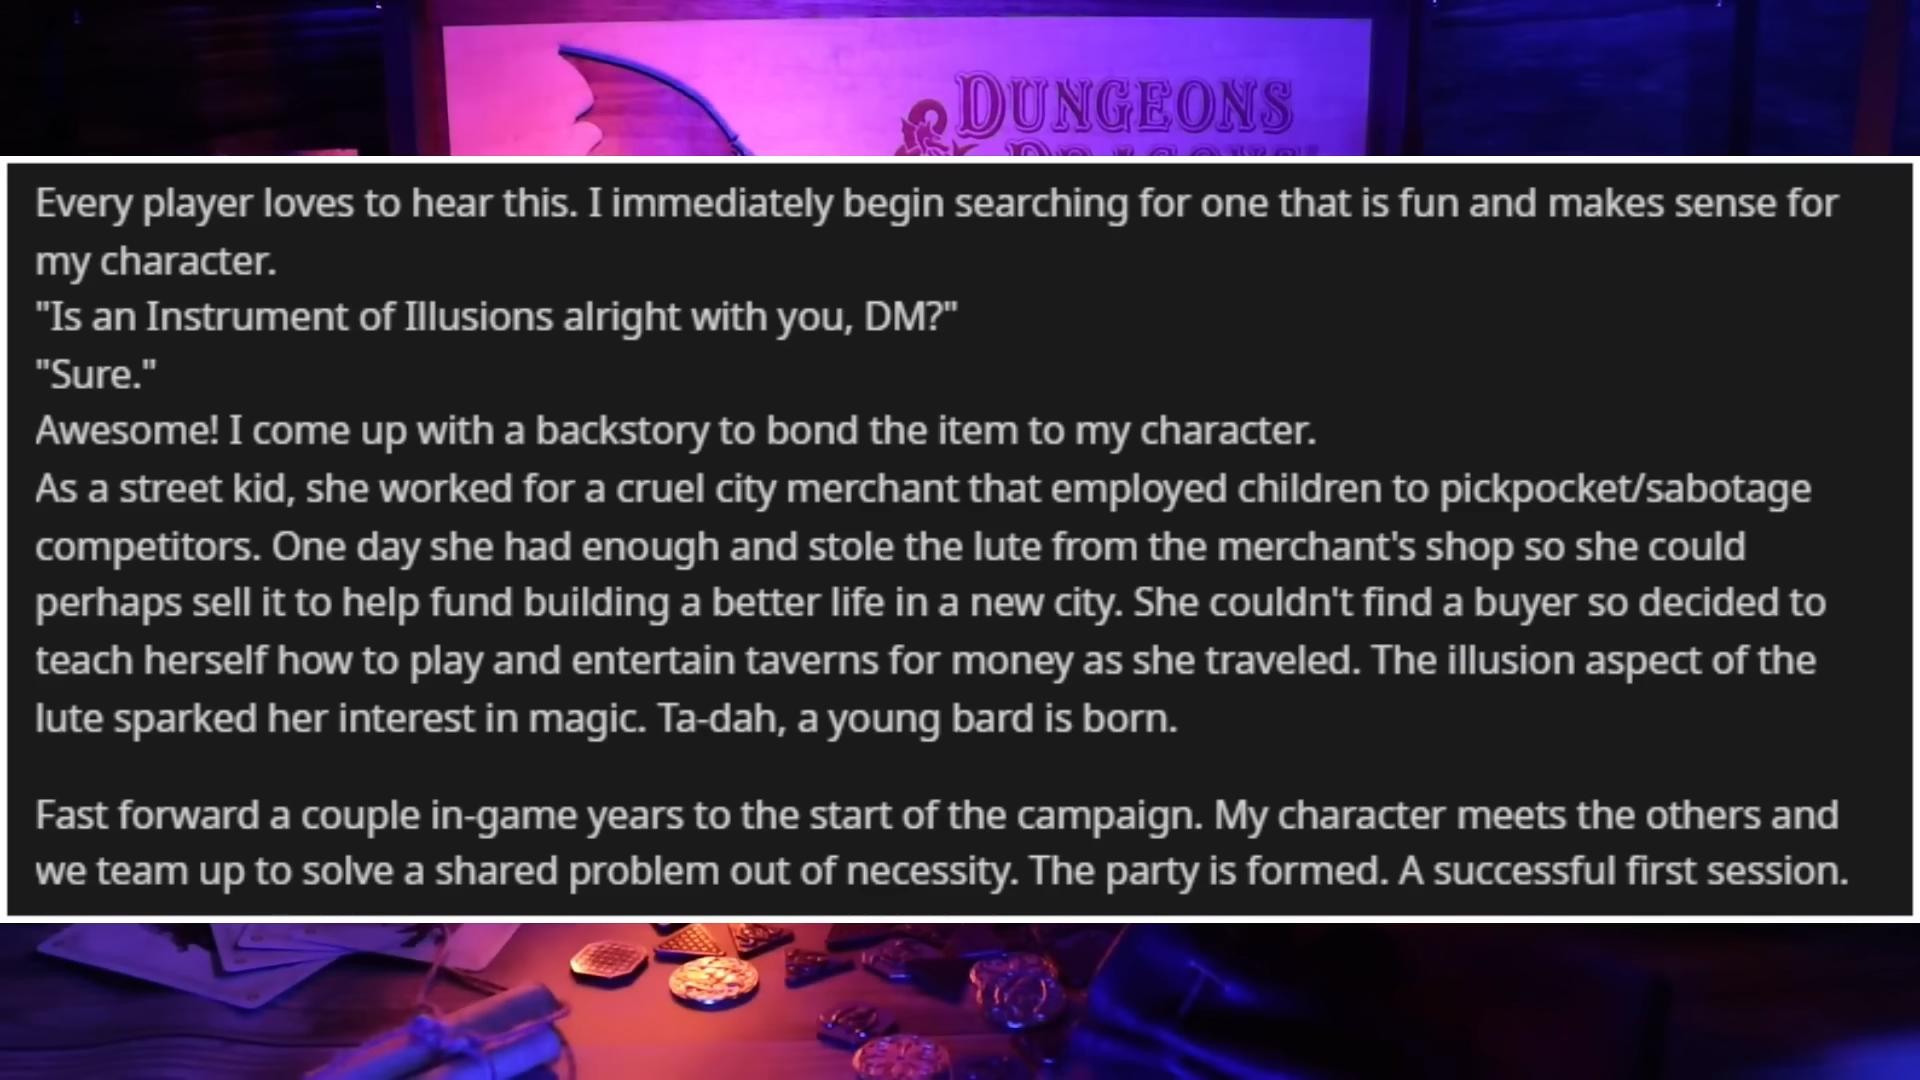 DUNGEONS
DRAGONS
Every player loves to hear this. I immediately begin searching for one that is fun and makes sense for
my character.
"Is an Instrument of Illusions alright with you, DM?"
"Sure."
Awesome! I come up with a backstory to bond the item to my character.
As a street kid, she worked for a cruel city merchant that employed children to pickpocket/sabotage
competitors. One day she had enough and stole the lute from the merchant's shop so she could
perhaps sell it to help fund building a better life in a new city. She couldn't find a buyer so decided to
teach herself how to play and entertain taverns for money as she traveled. The illusion aspect of the
lute sparked her interest in magic. Ta-dah, a young bard is born.
Fast forward a couple in-game years to the start of the campaign. My character meets the others and
we team up to solve a shared problem out of necessity. The party is formed. A successful first session.